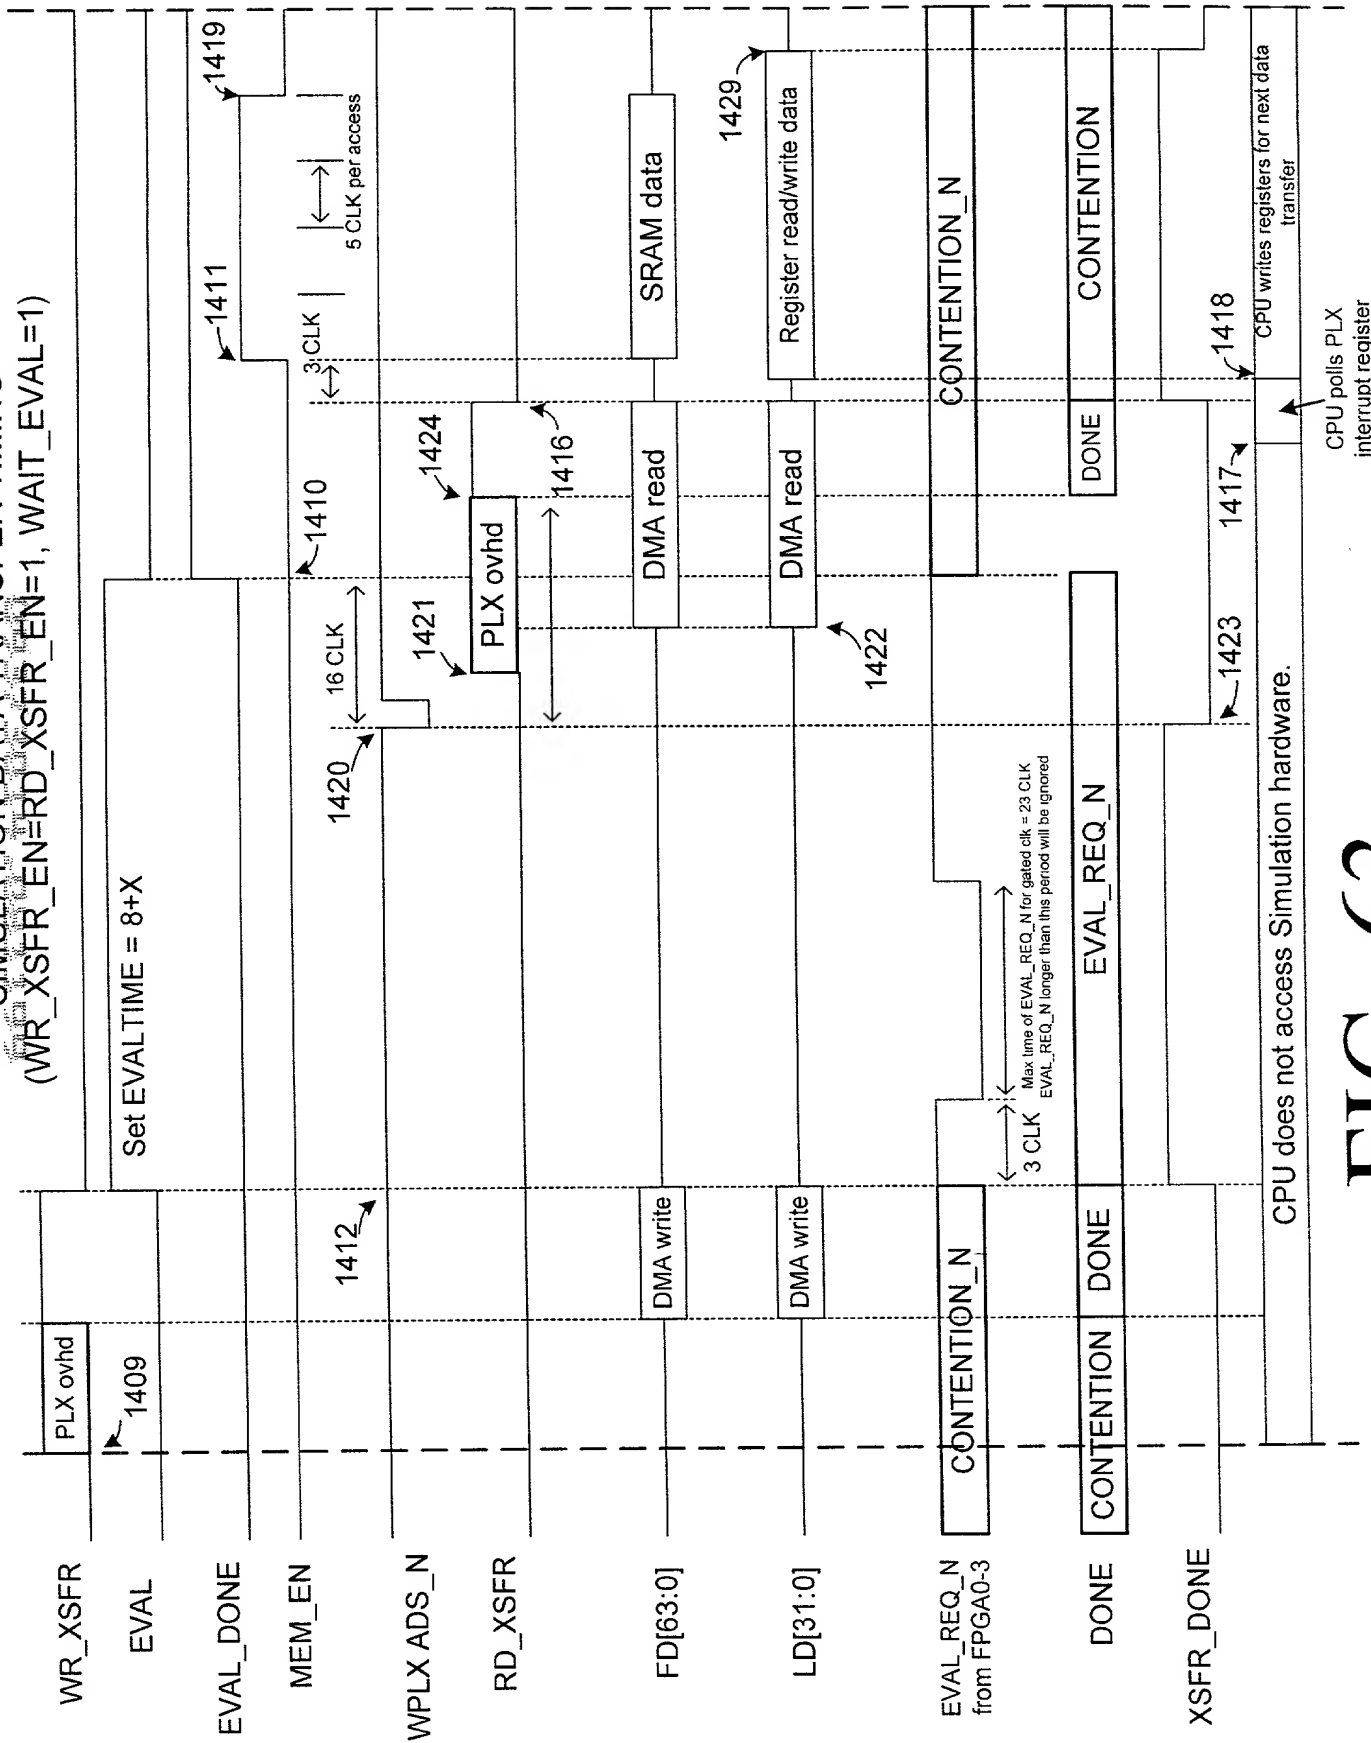 (WR_XSFR_EN=RD_XSFR_EN=1, WAIT_EVAL=1)
WR_XSFR
PLX ovhd
1409
EVAL
Set EVALTIME = 8+X
EVAL_DONE
MEM_EN
1410
1411
1419
3 CLK
5 CLK per access
WPLX ADS_N
1412
1420
16 CLK
RD_XSFR
1421
PLX ovhd
1424
1416
FD[63:0]
DMA write
DMA read
SRAM data
LD[31:0]
DMA write
DMA read
1422
Register read/write data
1429
EVAL_REQ_N
from FPGA0-3
CONTENTION_N
3 CLK
Max time of EVAL_REQ_N for gated clk = 23 CLK
EVAL_REQ_N longer than this period will be ignored
CONTENTION_N
DONE
CONTENTION
DONE
EVAL_REQ_N
DONE
CONTENTION
XSFR_DONE
1423
1417
1418
CPU does not access Simulation hardware.
CPU polls PLX
interrupt register
CPU writes registers for next data
transfer